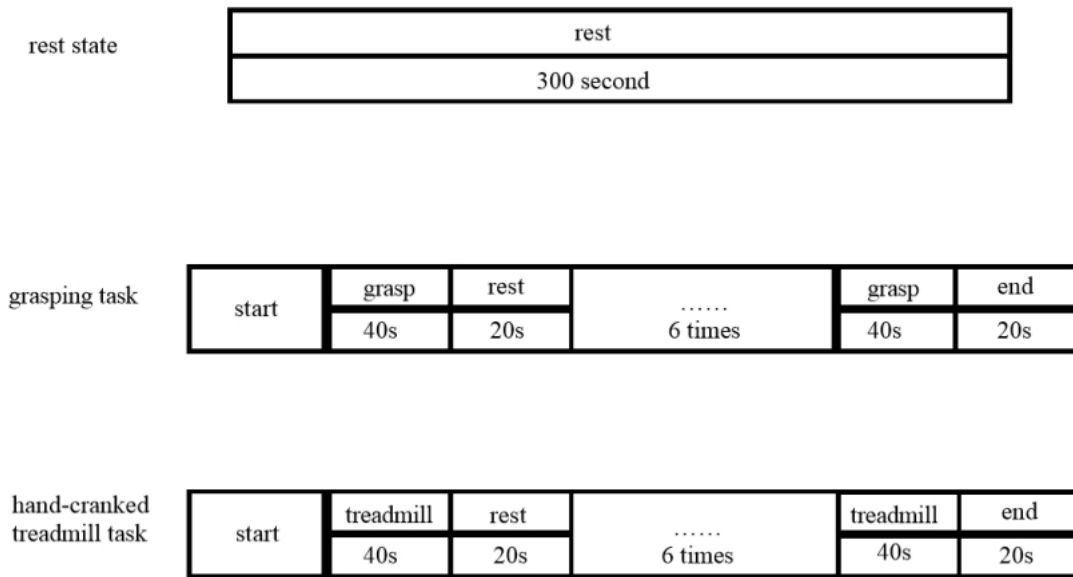 rest state
rest
300 second
grasping task
start
grasp
rest
......
6 times
grasp
end
40s
20s
40s
20s
hand-cranked
treadmill task
start
treadmill
rest
......
6 times
treadmill
end
40s
20s
40s
20s